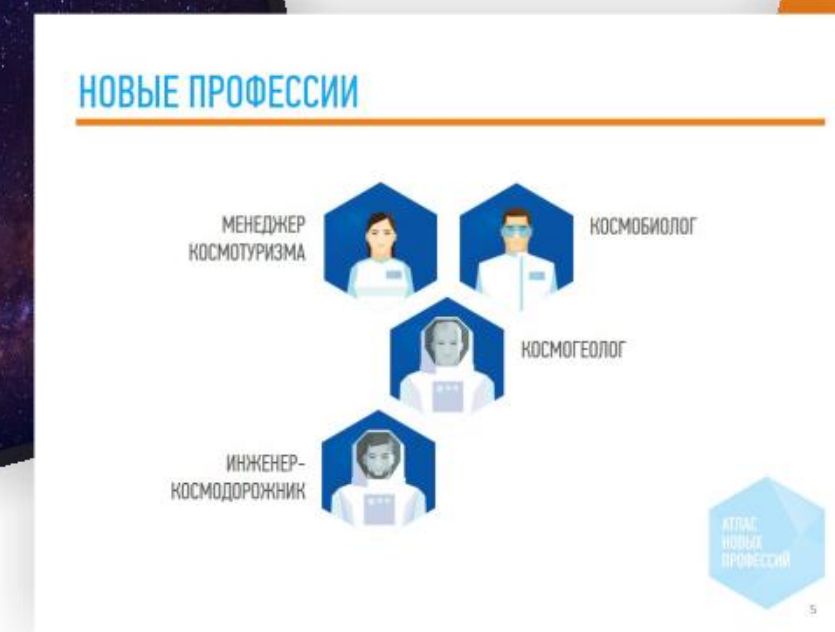 НОВЫЕ ПРОФЕССИИ
МЕНЕДЖЕР
КОСМОТУРИЗМА
КОСМОБИОЛОГ
КОСМОГЕОЛОГ
ИНЖЕНЕР-
КОСМОДОРОЖНИК
АТЛАС
НОВЫХ
ПРОФЕССИЙ
5